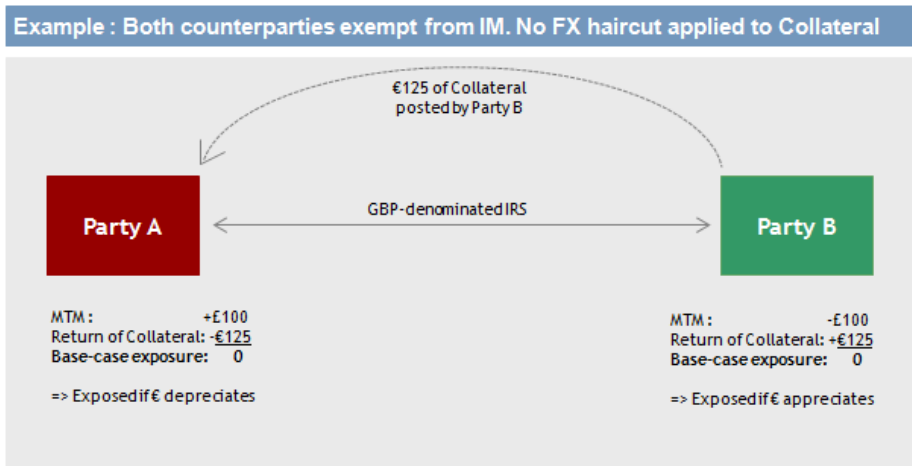 Example : Both counterparties exempt from IM. No FX haircut applied to Collateral
€125 of Collateral
posted by Party B
Party A
GBP-denominated IRS
Party B
MTM : +£100
Return of Collateral: -€125
Base-case exposure: 0
=> Exposed if € depreciates
MTM : -£100
Return of Collateral: +€125
Base-case exposure: 0
=> Exposed if € appreciates